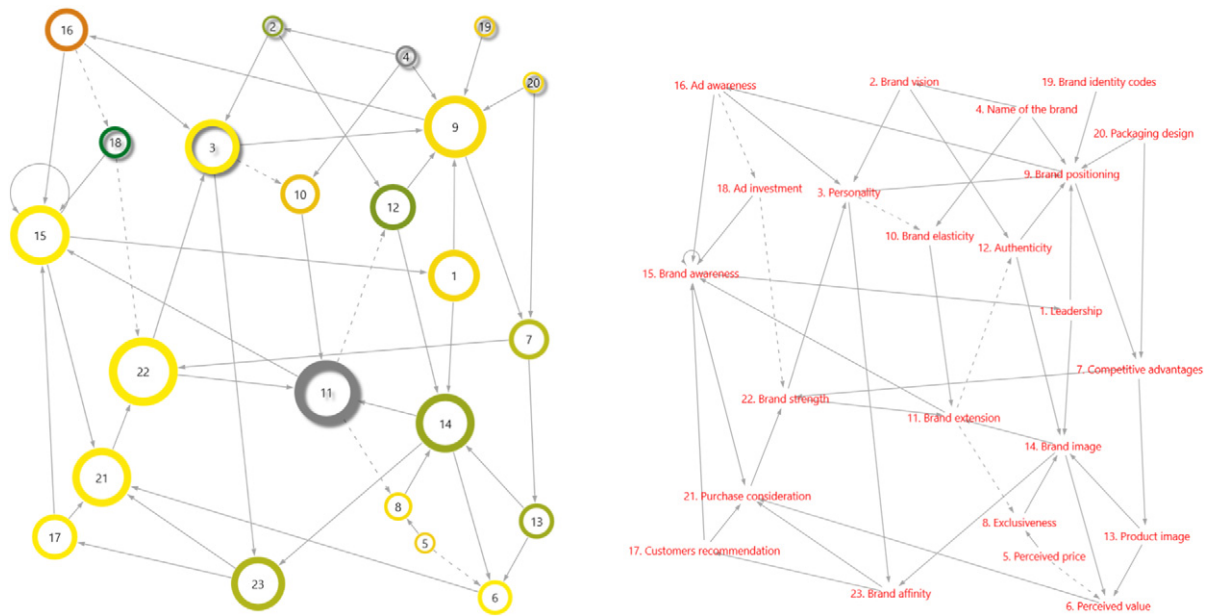 16
2
4
19
20
9
18
3
10
12
15
1
7
22
11
14
21
8
17
5
13
23
6
16. Ad awareness
2. Brand vision
19. Brand identity codes
4. Name of the brand
20. Packaging design
9. Brand positioning
18. Ad investment
3. Personality
10. Brand elasticity
12. Authenticity
15. Brand awareness
1. Leadership
7. Competitive advantages
22. Brand strength
11. Brand extension
14. Brand image
21. Purchase consideration
8. Exclusiveness
13. Product image
17. Customers recommendation
5. Perceived price
23. Brand affinity
6. Perceived value